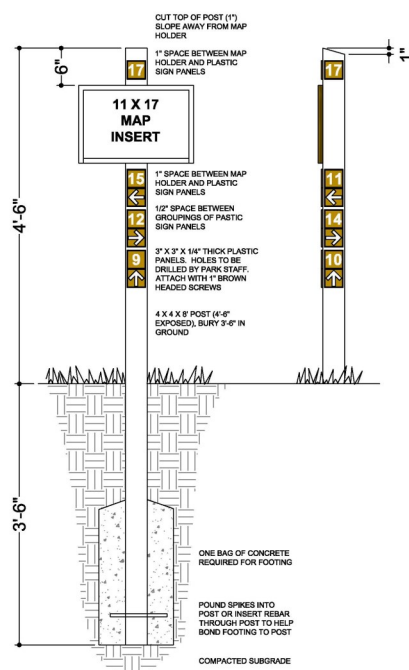 CUT TOP OF POST (1")
SLOPE AWAY FROM MAP
HOLDER
1" SPACE BETWEEN MAP
HOLDER AND PLASTIC
SIGN PANELS
17
17
1"
6"
11 X 17
MAP
INSERT
4'-6"
15
1" SPACE BETWEEN MAP
HOLDER AND PLASTIC
SIGN PANELS
11
12
1/2" SPACE BETWEEN
GROUPINGS OF PASTIC
SIGN PANELS
14
9
3" X 3" X 1/4" THICK PLASTIC
PANELS. HOLES TO BE
DRILLED BY PARK STAFF.
ATTACH WITH 1" BROWN
HEADED SCREWS
10
4 X 4 X 8' POST (4'-6"
EXPOSED), BURY 3'-6" IN
GROUND
3'-6"
ONE BAG OF CONCRETE
REQUIRED FOR FOOTING
POUND SPIKES INTO
POST OR INSERT REBAR
THROUGH POST TO HELP
BOND FOOTING TO POST
COMPACTED SUBGRADE